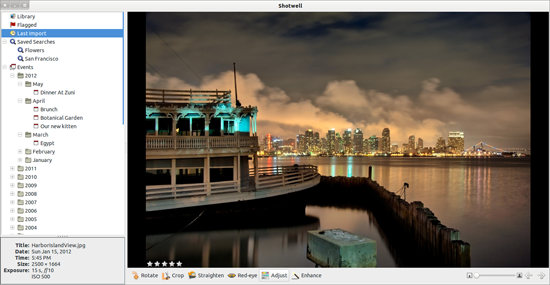 Shotwell
Library
Flagged
Last Import
Saved Searches
Flowers
San Francisco
Events
2012
May
Dinner At Zuni
April
Brunch
Botanical Garden
Our new kitten
March
Egypt
February
January
2011
2010
2009
2008
2007
2006
2005
2004
Title: HarborIslandView.jpg
Date: Sun Jan 15, 2012
Time: 5:45 PM
Size: 2500 × 1664
Exposure: 15 s, f/10
ISO 500
Rotate Crop Straighten Red-eye Adjust Enhance